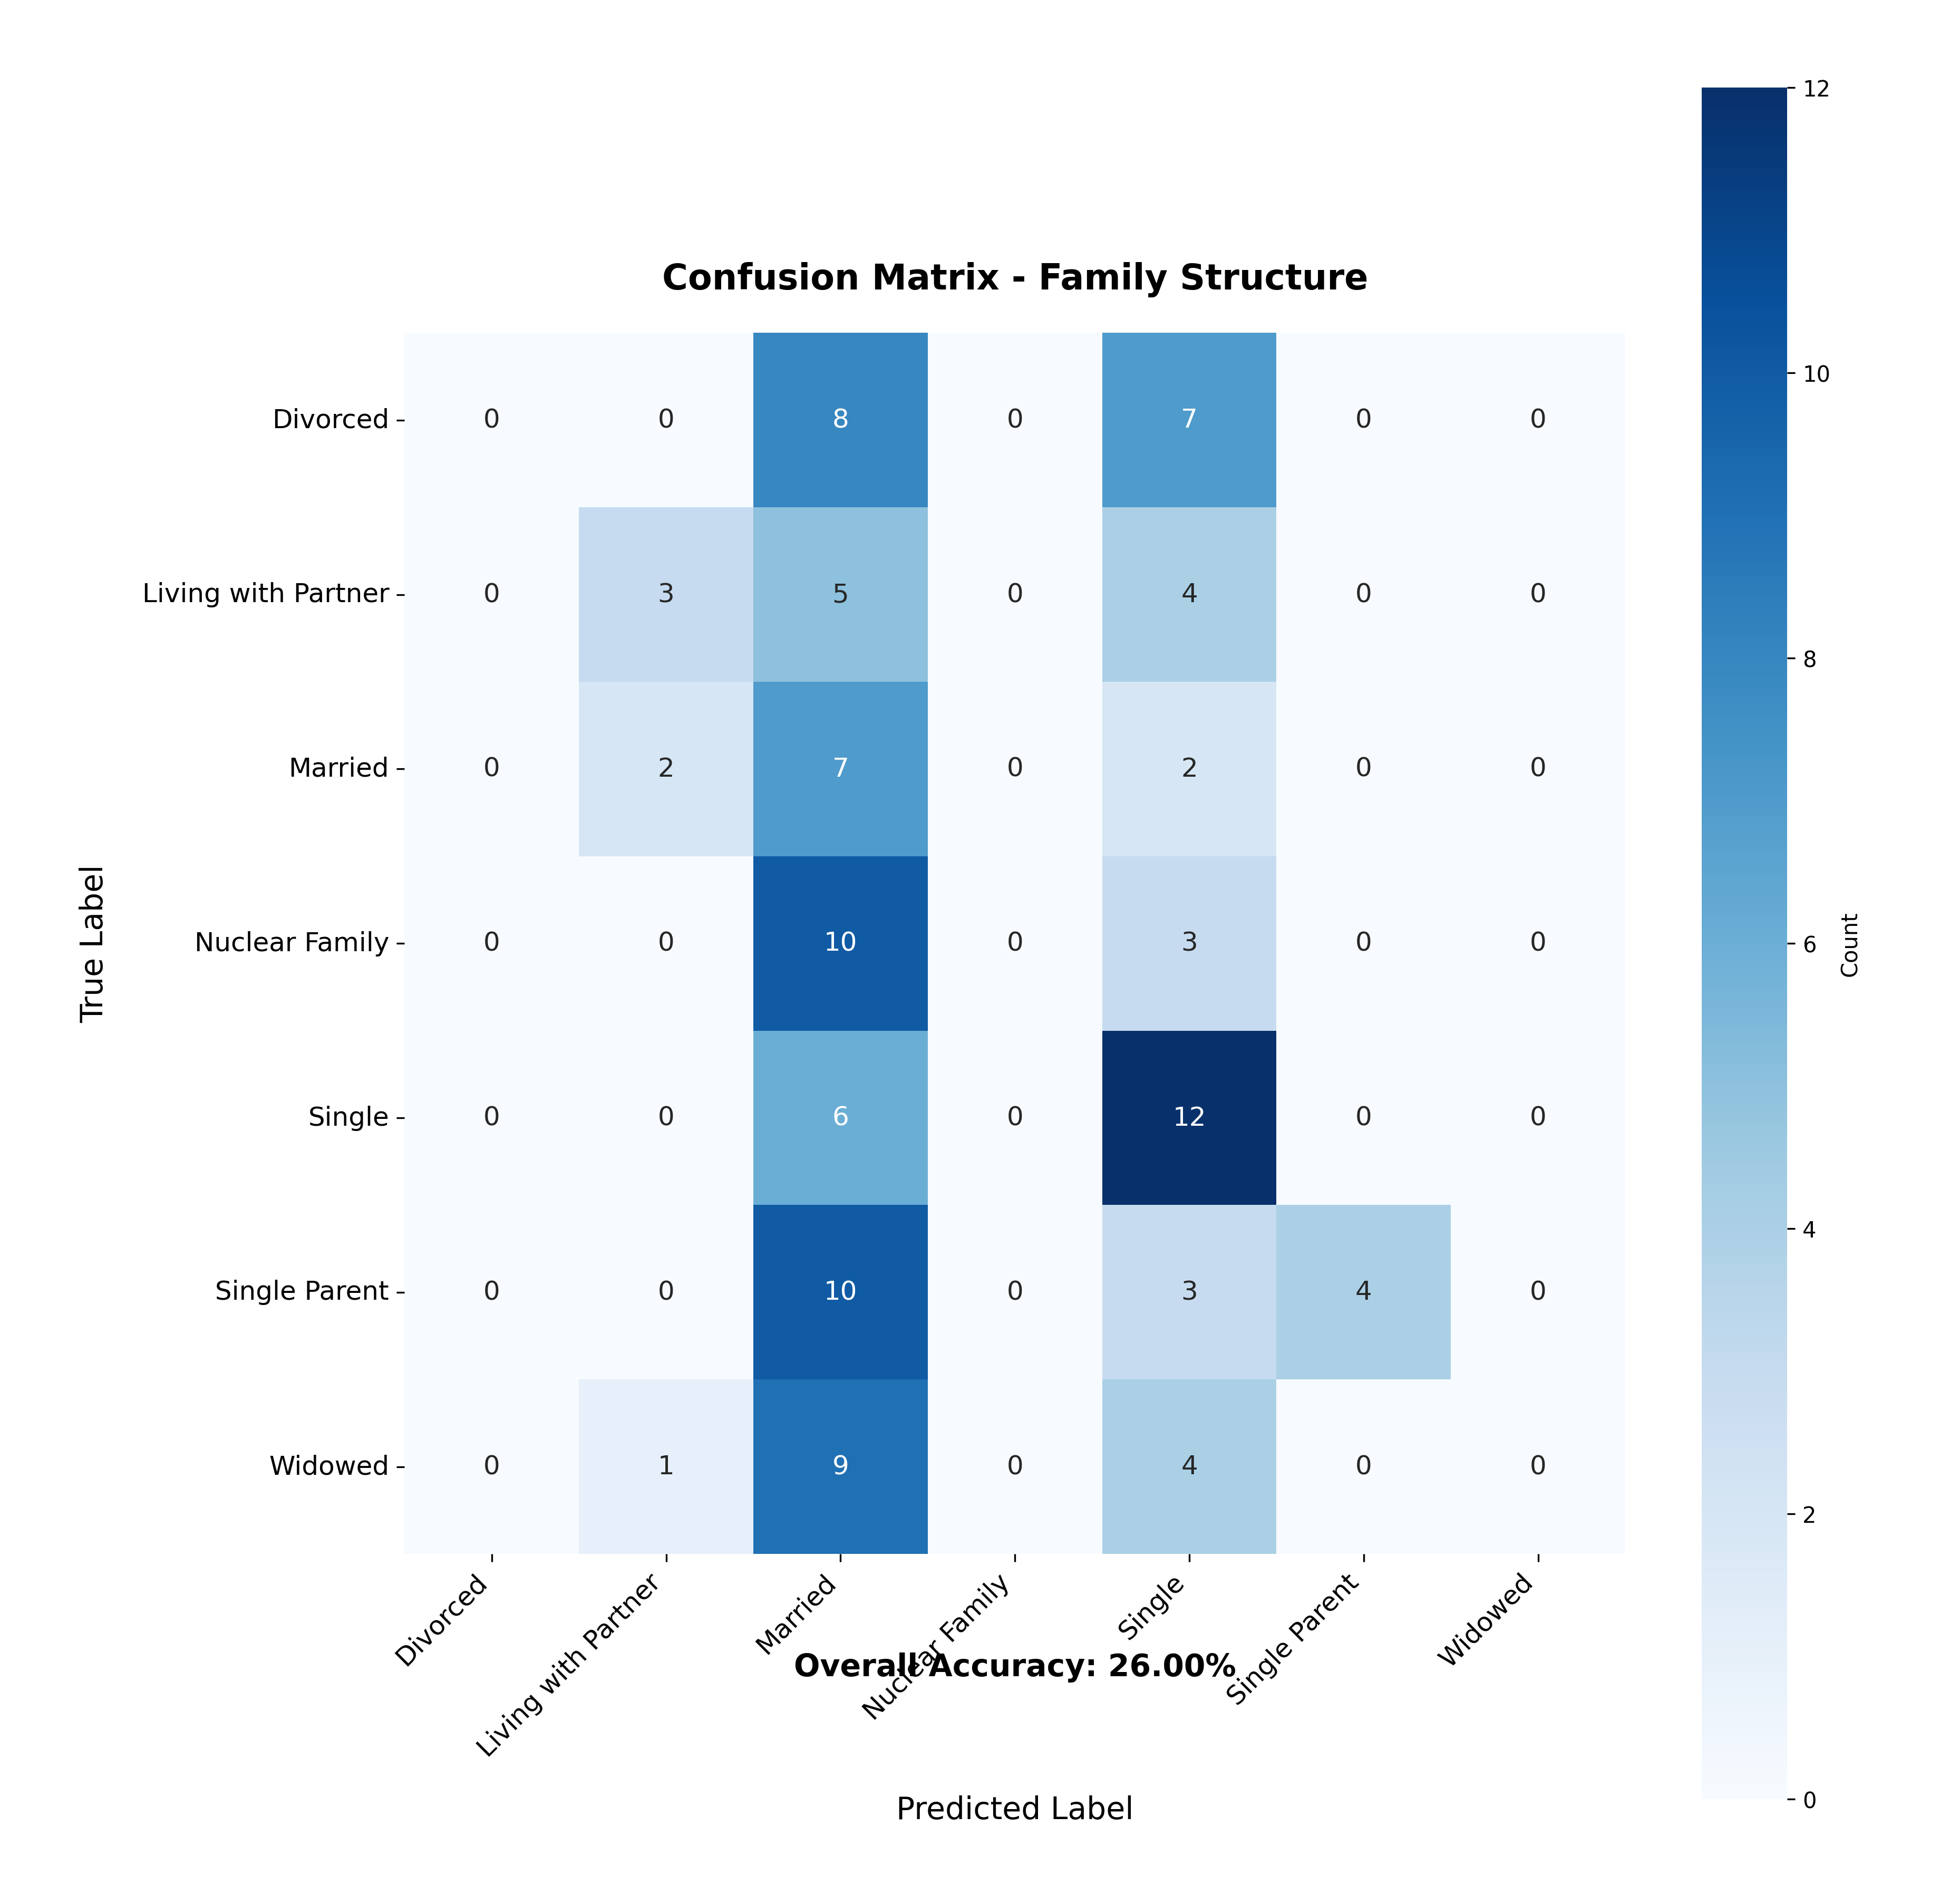 Confusion Matrix - Family Structure
Divorced 0 0 8 0 7 0 0
Living with Partner 0 3 5 0 4 0 0
Married 0 2 7 0 2 0 0
Nuclear Family 0 0 10 0 3 0 0
Single 0 0 6 0 12 0 0
Single Parent 0 0 10 0 3 4 0
Widowed 0 1 9 0 4 0 0
True Label
Divorced
Living with Partner
Married
Nuclear Family
Single
Single Parent
Widowed
Overall Accuracy: 26.00%
Predicted Label
12
10
8
6
4
2
0
Count